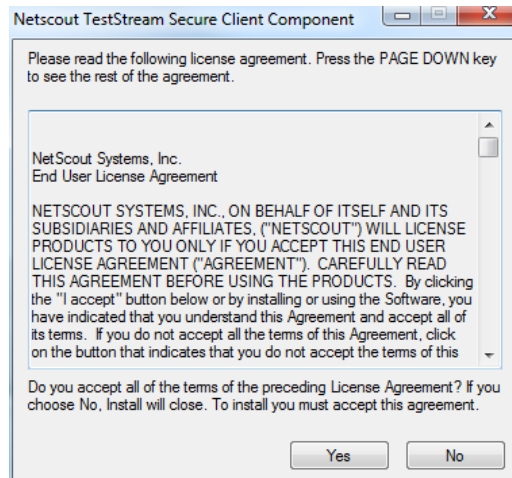 Netscout TestStream Secure Client Component
Please read the following license agreement. Press the PAGE DOWN key
to see the rest of the agreement.
NetScout Systems, Inc.
End User License Agreement
NETSCOUT SYSTEMS, INC., ON BEHALF OF ITSELF AND ITS
SUBSIDIARIES AND AFFILIATES, ("NETSCOUT") WILL LICENSE
PRODUCTS TO YOU ONLY IF YOU ACCEPT THIS END USER
LICENSE AGREEMENT ("AGREEMENT"). CAREFULLY READ
THIS AGREEMENT BEFORE USING THE PRODUCTS. By clicking
the "I accept" button below or by installing or using the Software, you
have indicated that you understand this Agreement and accept all of
its terms. If you do not accept all the terms of this Agreement, click
on the button that indicates that you do not accept the terms of this
Do you accept all of the terms of the preceding License Agreement? If you
choose No, Install will close. To install you must accept this agreement.
Yes No